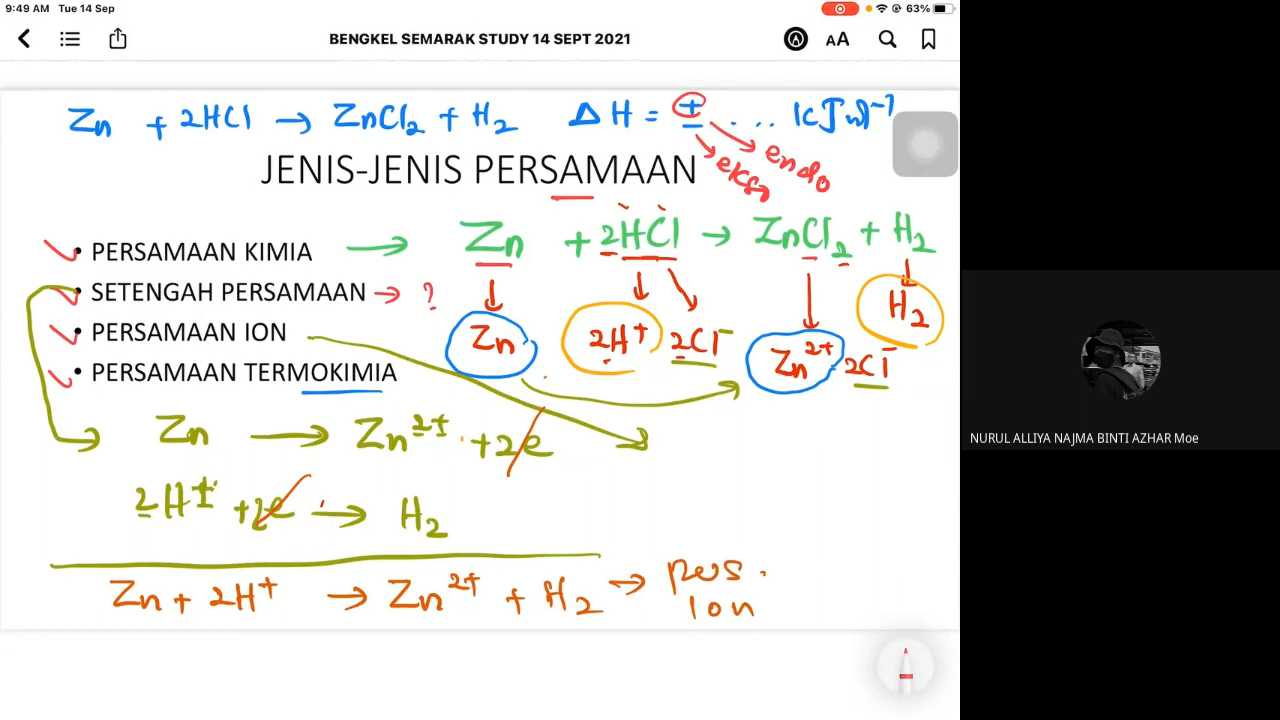 9:49 AM Tue 14 Sep
63%
BENGKEL SEMARAK STUDY 14 SEPT 2021
AA
Zn + 2HCl → ZnCl₂ + H₂ ΔH = ± ... kJmol⁻¹
→ endo
→ ekso
JENIS-JENIS PERSAMAAN
• PERSAMAAN KIMIA → Zn + 2HCl → ZnCl₂ + H₂
• SETENGAH PERSAMAAN → ?
• PERSAMAAN ION
• PERSAMAAN TERMOKIMIA
Zn 2H⁺ 2Cl⁻ Zn²⁺ 2Cl⁻ H₂
Zn → Zn²⁺ + 2e
2H⁺ + 2e → H₂
Zn + 2H⁺ → Zn²⁺ + H₂ → pers.
ion
NURUL ALLIYA NAJMA BINTI AZHAR Moe